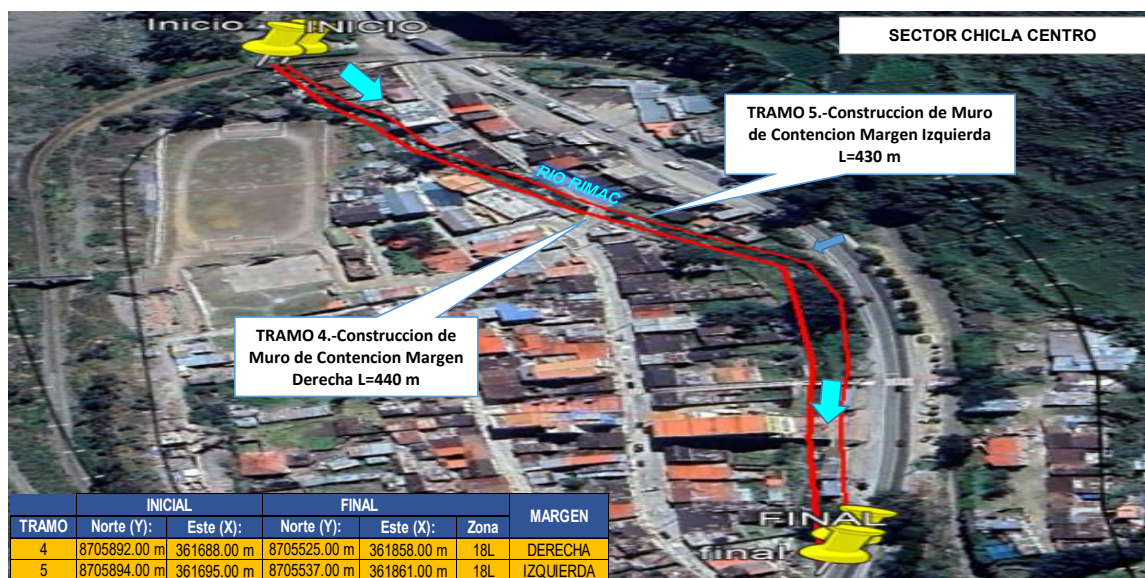 Inicio INICIO
SECTOR CHICLA CENTRO
TRAMO 5.-Construccion de Muro
de Contencion Margen Izquierda
L=430 m
RIO RIMAC
TRAMO 4.-Construccion de
Muro de Contencion Margen
Derecha L=440 m
INICIAL FINAL MARGEN
TRAMO Norte (Y): Este (X): Norte (Y): Este (X): Zona
4 8705892.00 m 361688.00 m 8705525.00 m 361858.00 m 18L DERECHA
5 8705894.00 m 361695.00 m 8705537.00 m 361861.00 m 18L IZQUIERDA
FINAL
final